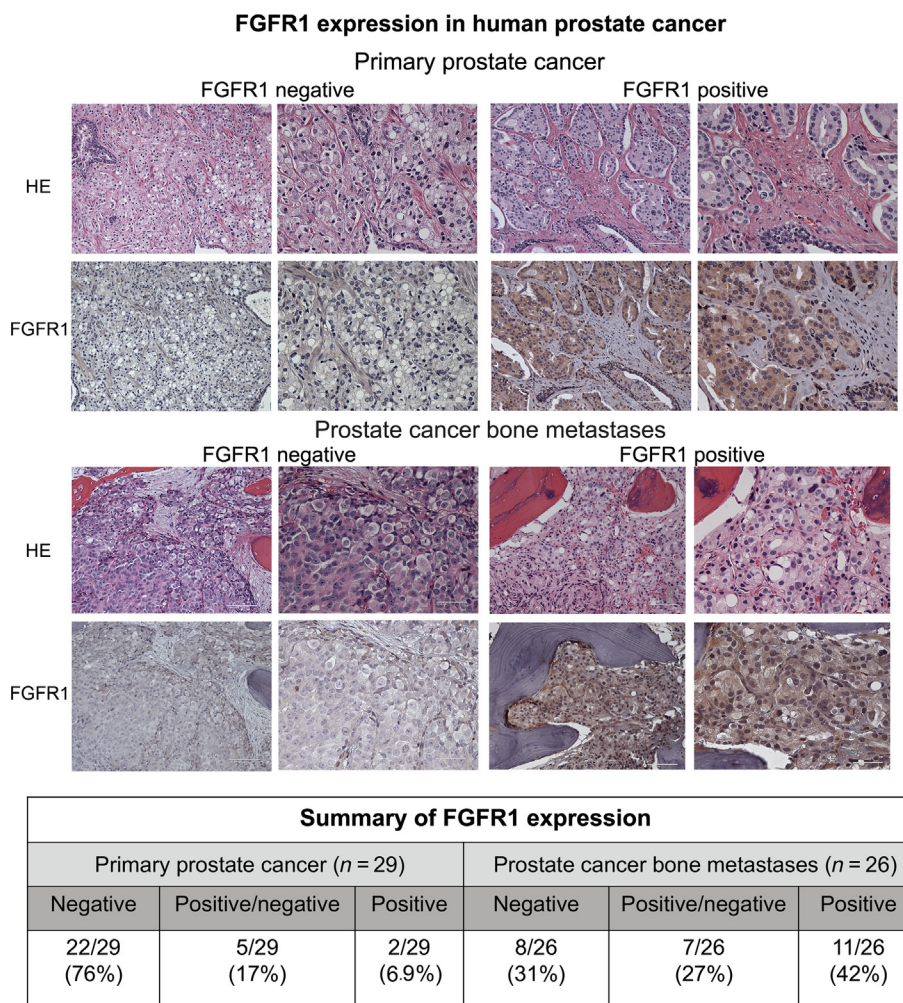 FGFR1 expression in human prostate cancer
Primary prostate cancer
FGFR1 negative FGFR1 positive
HE
FGFR1
Prostate cancer bone metastases
FGFR1 negative FGFR1 positive
HE
FGFR1
Summary of FGFR1 expression
Primary prostate cancer (n = 29) Prostate cancer bone metastases (n = 26)
Negative Positive/negative Positive Negative Positive/negative Positive
22/29 5/29 2/29 8/26 7/26 11/26
(76%) (17%) (6.9%) (31%) (27%) (42%)